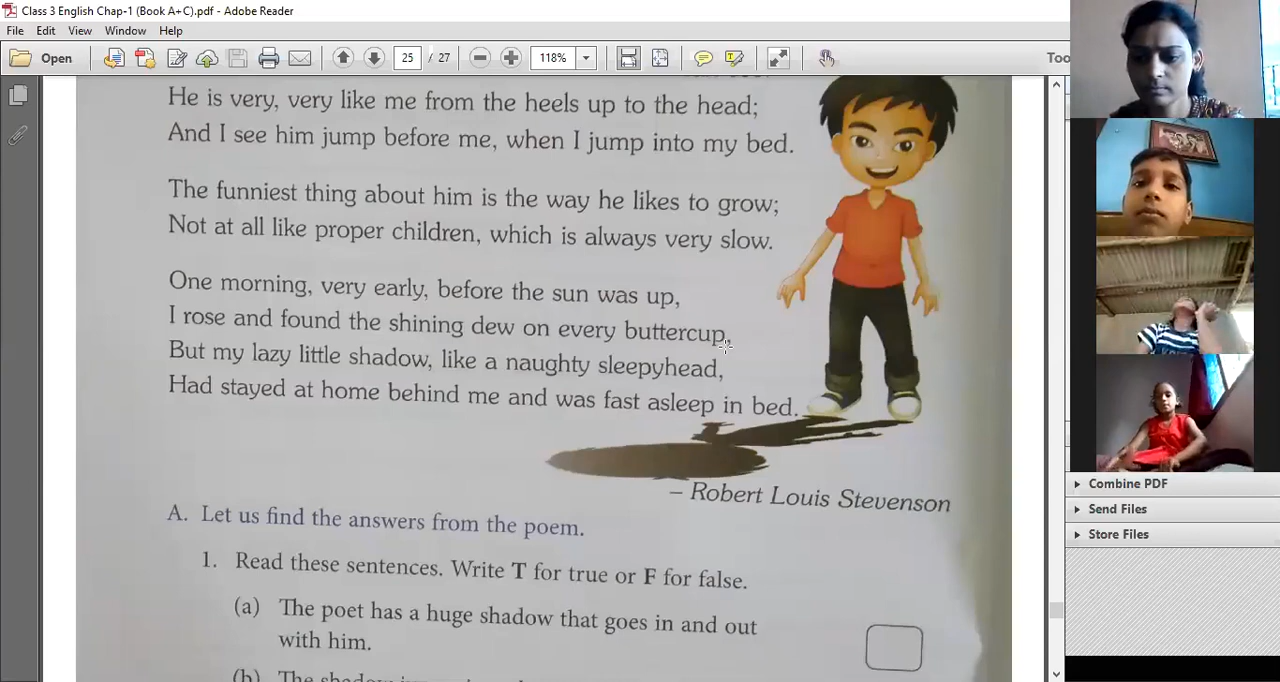 Class 3 English Chap-1 (Book A+C).pdf - Adobe Reader
File Edit View Window Help
Open 25 / 27 118% Too
He is very, very like me from the heels up to the head;
And I see him jump before me, when I jump into my bed.
The funniest thing about him is the way he likes to grow;
Not at all like proper children, which is always very slow.
One morning, very early, before the sun was up,
I rose and found the shining dew on every buttercup,
But my lazy little shadow, like a naughty sleepyhead,
Had stayed at home behind me and was fast asleep in bed.
– Robert Louis Stevenson
A. Let us find the answers from the poem.
1. Read these sentences. Write T for true or F for false.
(a) The poet has a huge shadow that goes in and out
with him.
(b) The shadow
Combine PDF
Send Files
Store Files